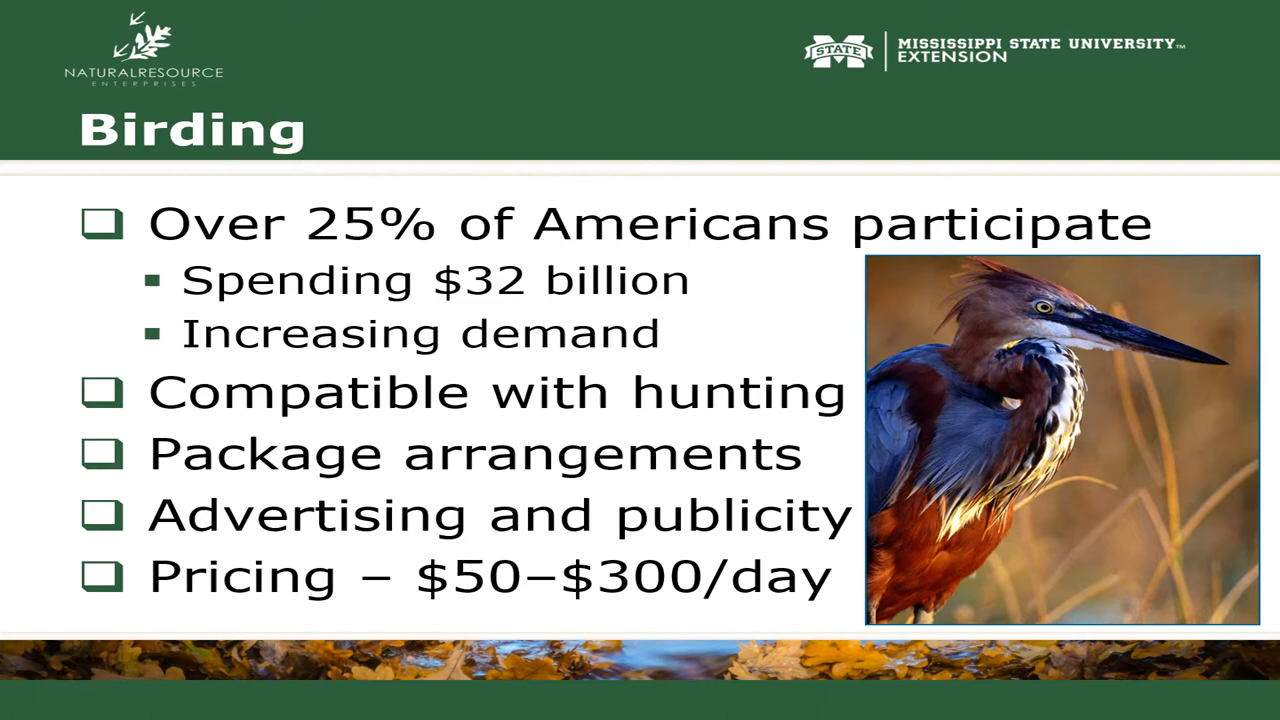 NATURALRESOURCE
ENTERPRISES
STATE
MISSISSIPPI STATE UNIVERSITY™
EXTENSION
Birding
Over 25% of Americans participate
Spending $32 billion
Increasing demand
Compatible with hunting
Package arrangements
Advertising and publicity
Pricing – $50–$300/day